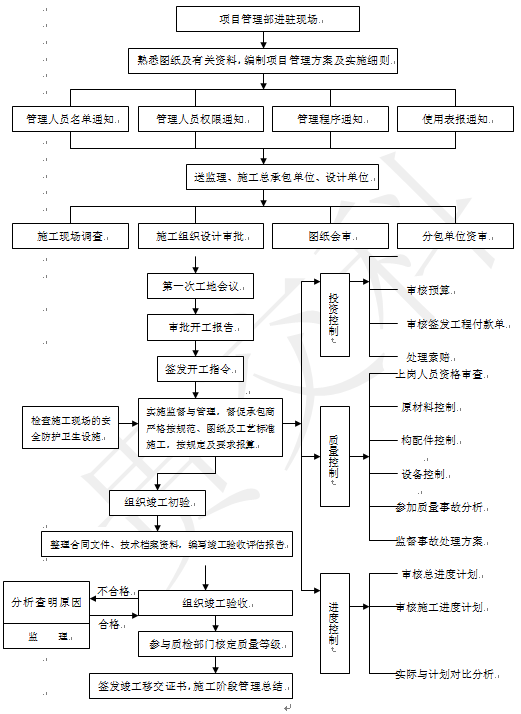 项目管理部进驻现场
熟悉图纸及有关资料,编制项目管理方案及实施细则
管理人员名单通知
管理人员权限通知
管理程序通知
使用表报通知
送监理、施工总承包单位、设计单位
施工现场调查
施工组织设计审批
图纸会审
分包单位资审
第一次工地会议
审批开工报告
签发开工指令
检查施工现场的安
全防护卫生设施
实施监督与管理,督促承包商
严格按规范、图纸及工艺标准
施工,按规定及要求报算
组织竣工初验
整理合同文件、技术档案资料,编写竣工验收评估报告
不合格
分析查明原因
监 理
合格
组织竣工验收
参与质检部门核定质量等级
签发竣工移交证书,施工阶段管理总结
投资控制
审核预算
审核签发工程付款单
处理索赔
质量控制
上岗人员资格审查
原材料控制
构配件控制
设备控制
参加质量事故分析
监督事故处理方案
进度控制
审核总进度计划
审核施工进度计划
实际与计划对比分析